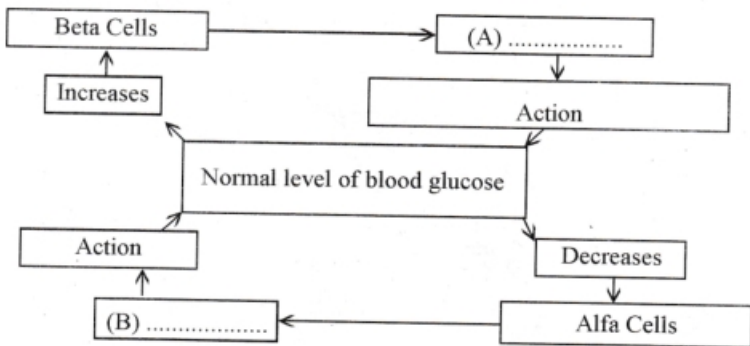 Beta Cells
(A) ..................
Increases
Action
Normal level of blood glucose
Action
Decreases
(B) ....................
Alfa Cells